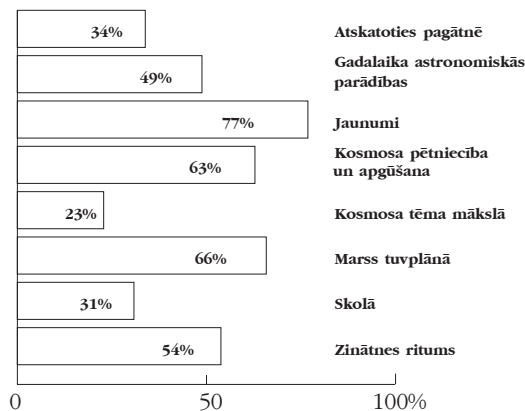 34% Atskatoties pagātnē
49% Gadalaika astronomiskās
parādības
77% Jaunumi
63% Kosmosa pētniecība
un apgūšana
23% Kosmosa tēma mākslā
66% Marss tuvplānā
31% Skolā
54% Zinātnes ritums
0 50 100%